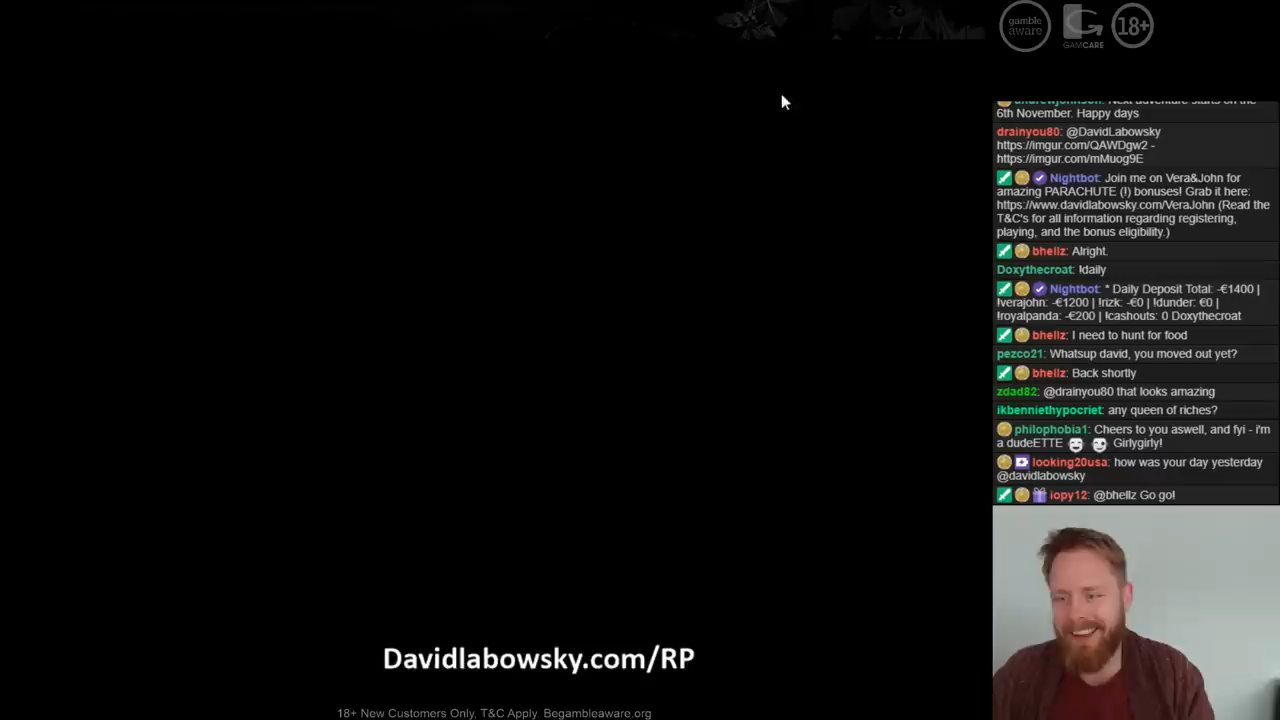 gamble
aware
GAMCARE
18+
andrewjohnson: Next adventure starts on the
6th November. Happy days
drainyou80: @DavidLabowsky
https://imgur.com/QAWDgw2 -
https://imgur.com/mMuog9E
Nightbot: Join me on Vera&John for
amazing PARACHUTE (!) bonuses! Grab it here:
https://www.davidlabowsky.com/VeraJohn (Read the
T&C's for all information regarding registering,
playing, and the bonus eligibility.)
bhellz: Alright.
Doxythecroat: !daily
Nightbot: * Daily Deposit Total: -€1400 |
!verajohn: -€1200 | !rizk: -€0 | !dunder: €0 |
!royalpanda: -€200 | !cashouts: 0 Doxythecroat
bhellz: I need to hunt for food
pezco21: Whatsup david, you moved out yet?
bhellz: Back shortly
zdad82: @drainyou80 that looks amazing
ikbenniethypocriet: any queen of riches?
philophobia1: Cheers to you aswell, and fyi - i'm
a dudeETTE Girlygirly!
looking20usa: how was your day yesterday
@davidlabowsky
iopy12: @bhellz Go go!
Davidlabowsky.com/RP
18+ New Customers Only, T&C Apply. Begambleaware.org